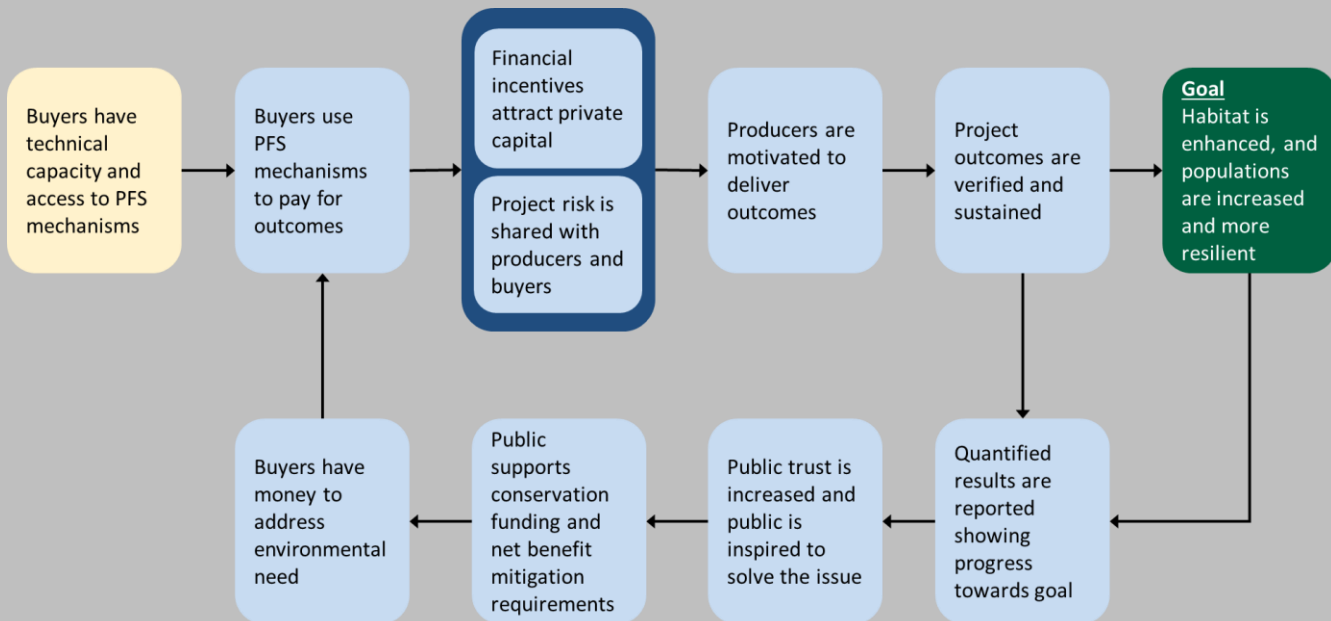 Buyers have
technical
capacity and
access to PFS
mechanisms
Buyers use
PFS
mechanisms
to pay for
outcomes
Financial
incentives
attract private
capital
Project risk is
shared with
producers and
buyers
Producers are
motivated to
deliver
outcomes
Project
outcomes are
verified and
sustained
Goal
Habitat is
enhanced, and
populations
are increased
and more
resilient
Buyers have
money to
address
environmental
need
Public
supports
conservation
funding and
net benefit
mitigation
requirements
Public trust is
increased and
public is
inspired to
solve the issue
Quantified
results are
reported
showing
progress
towards goal